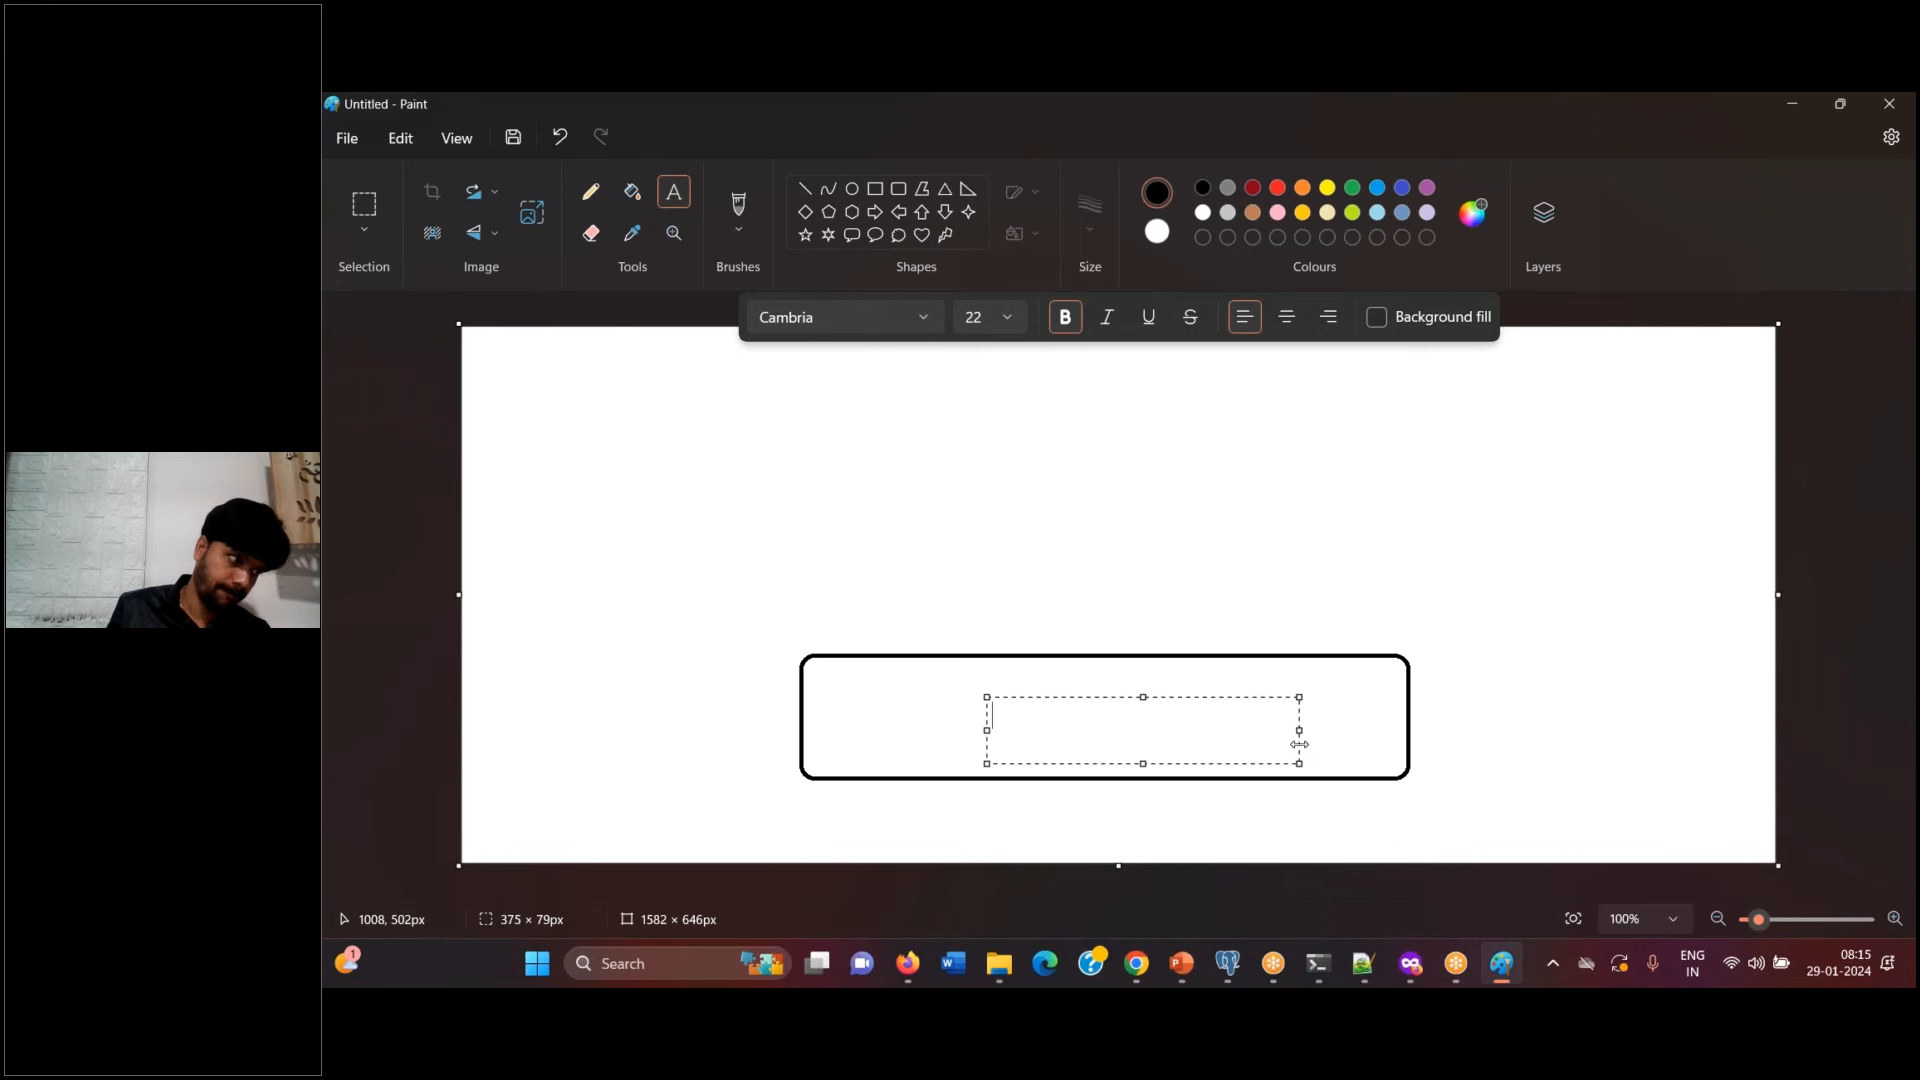 Untitled - Paint
File Edit View
Selection Image Tools Brushes Shapes Size Colours Layers
Cambria 22 B I U S Background fill
1008, 502px 375 × 79px 1582 × 646px 100%
1 Search ENG 08:15
IN 29-01-2024